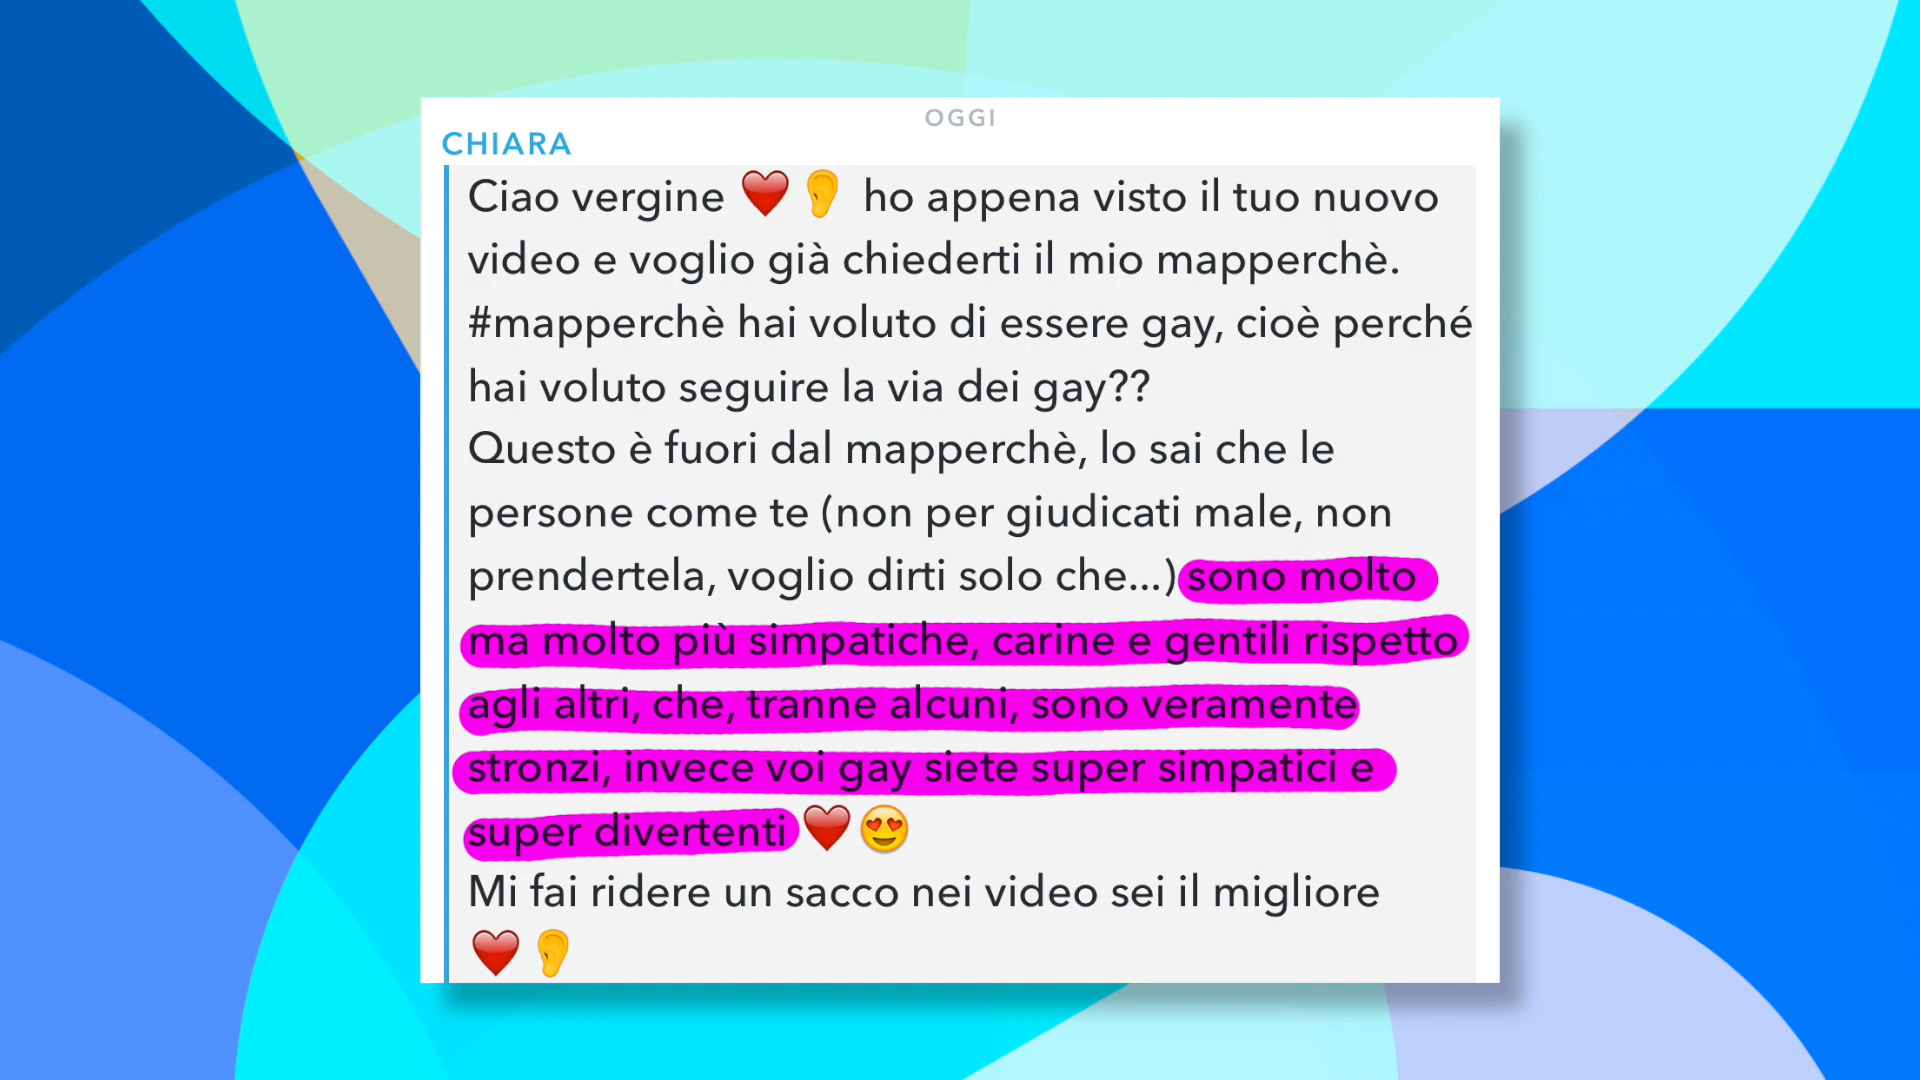 OGGI
CHIARA
Ciao vergine ❤️👂 ho appena visto il tuo nuovo
video e voglio già chiederti il mio mapperchè.
#mapperchè hai voluto di essere gay, cioè perché
hai voluto seguire la via dei gay??
Questo è fuori dal mapperchè, lo sai che le
persone come te (non per giudicati male, non
prendertela, voglio dirti solo che...) sono molto
ma molto più simpatiche, carine e gentili rispetto
agli altri, che, tranne alcuni, sono veramente
stronzi, invece voi gay siete super simpatici e
super divertenti ❤️😍
Mi fai ridere un sacco nei video sei il migliore
❤️👂